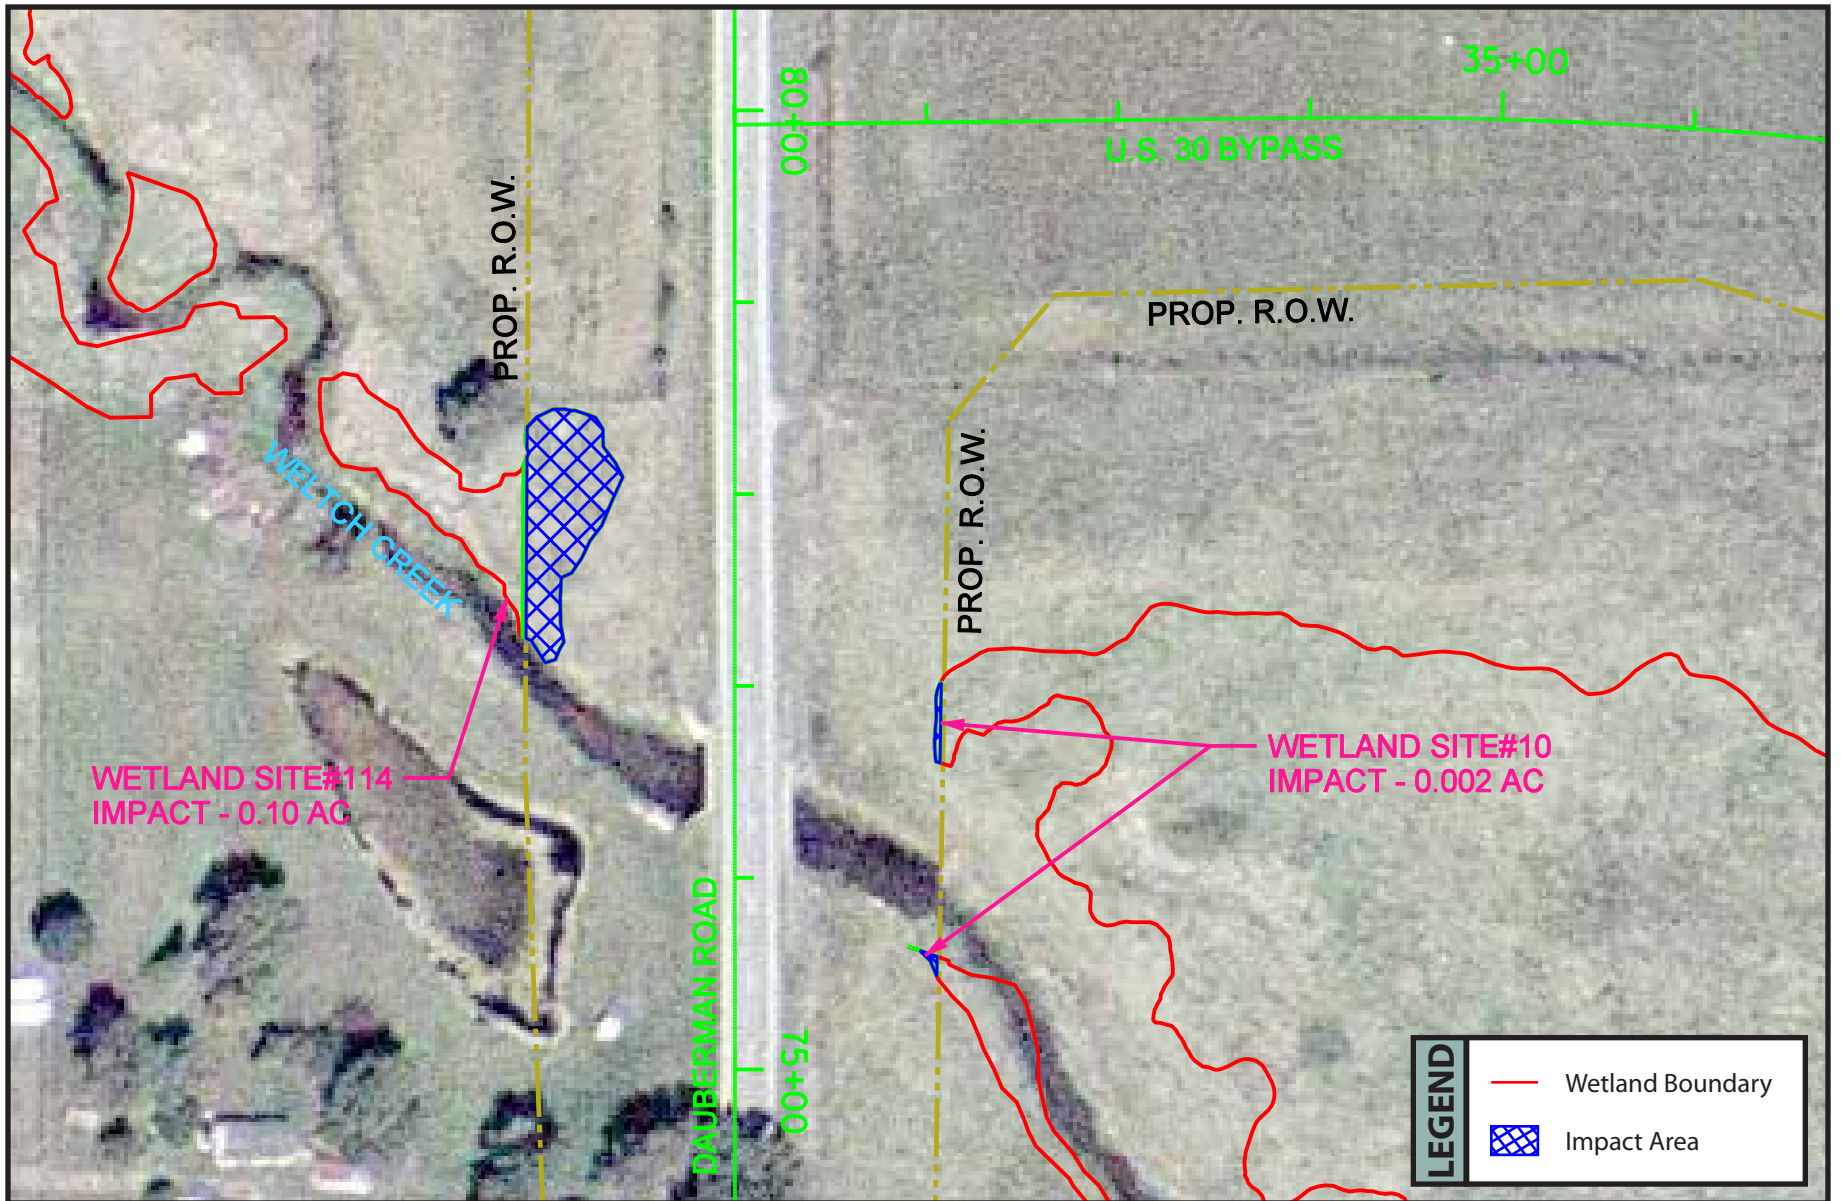 35+00
80+00
U.S. 30 BYPASS
PROP. R.O.W.
PROP. R.O.W.
PROP. R.O.W.
WELTCH CREEK
WETLAND SITE#114
IMPACT - 0.10 AC
WETLAND SITE#10
IMPACT - 0.002 AC
DAUBERMAN ROAD
75+00
LEGEND
Wetland Boundary
Impact Area